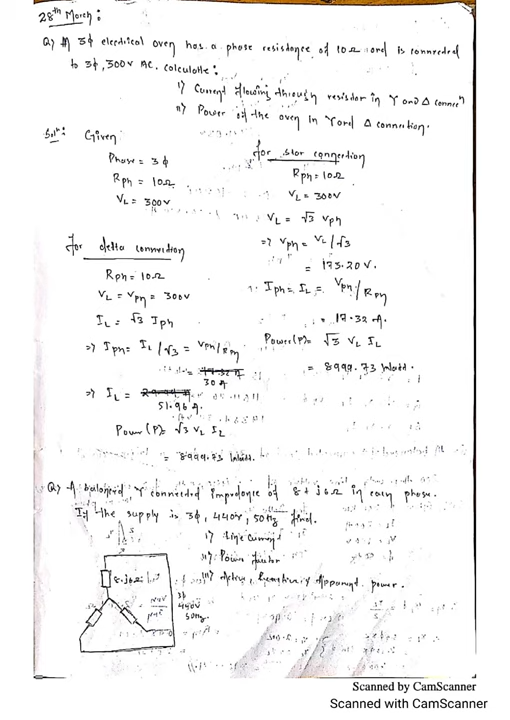 28th March:
Q) A 3ϕ electrical oven has a phase resistance of 10Ω and is connected
to 3ϕ, 300V AC. calculate:
i) Current flowing through resistor in Y and Δ connecn
ii) Power of the oven in Y and Δ connection.
Soln: Given
Phase = 3ϕ
Rph = 10Ω
VL = 300V
for star connection
Rph = 10Ω
VL = 300V
VL = √3 Vph
=> Vph = VL/√3
= 173.20V.
Iph = IL = Vph/Rph
= 17.32 A.
Power(P) = √3 VL IL
= 8999.73 Watt.
for delta connection
Rph = 10Ω
VL = Vph = 300V
IL = √3 Iph
=> Iph = IL/√3 = Vph/Rph
= 17.32 A
30 A
=> IL =
51.96 A.
Power(P) = √3 VL IL
= 8999.73 Watt.
Q) A balanced Y connected impedance of 8+j6Ω in each phase.
If the supply is 3ϕ, 440V, 50Hz find.
i) Line Current
ii) Power factor
iii) Active, Reactive & Apparent power.
8+j6Ω
3ϕ
440V
50Hz
Scanned by CamScanner
Scanned with CamScanner